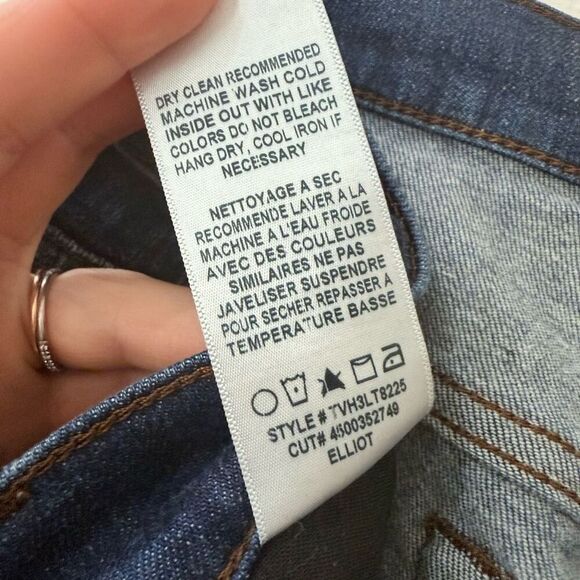 DRY CLEAN RECOMMENDED
MACHINE WASH COLD
INSIDE OUT WITH LIKE
COLORS DO NOT BLEACH
HANG DRY, COOL IRON IF
NECESSARY
NETTOYAGE A SEC
RECOMMENDE LAVER A LA
MACHINE A L'EAU FROIDE
AVEC DES COULEURS
SIMILAIRES NE PAS
JAVELISER SUSPENDRE
POUR SECHER REPASSER A
TEMPERATURE BASSE
STYLE # TVH3LT8225
CUT# 4500352749
ELLIOT